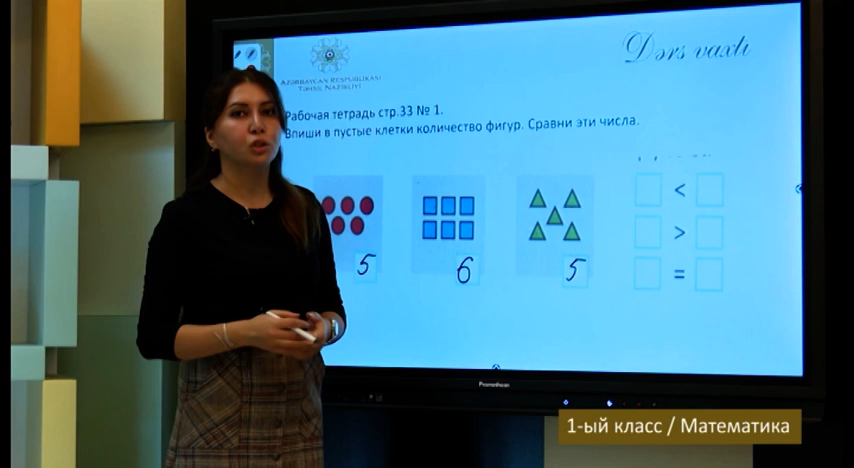 Dərs vaxtı
AZƏRBAYCAN RESPUBLİKASI
TƏHSİL NAZİRLİYİ
Рабочая тетрадь стр.33 № 1.
Впиши в пустые клетки количество фигур. Сравни эти числа.
<
>
=
5 6 5
Promethean
1-ый класс / Математика